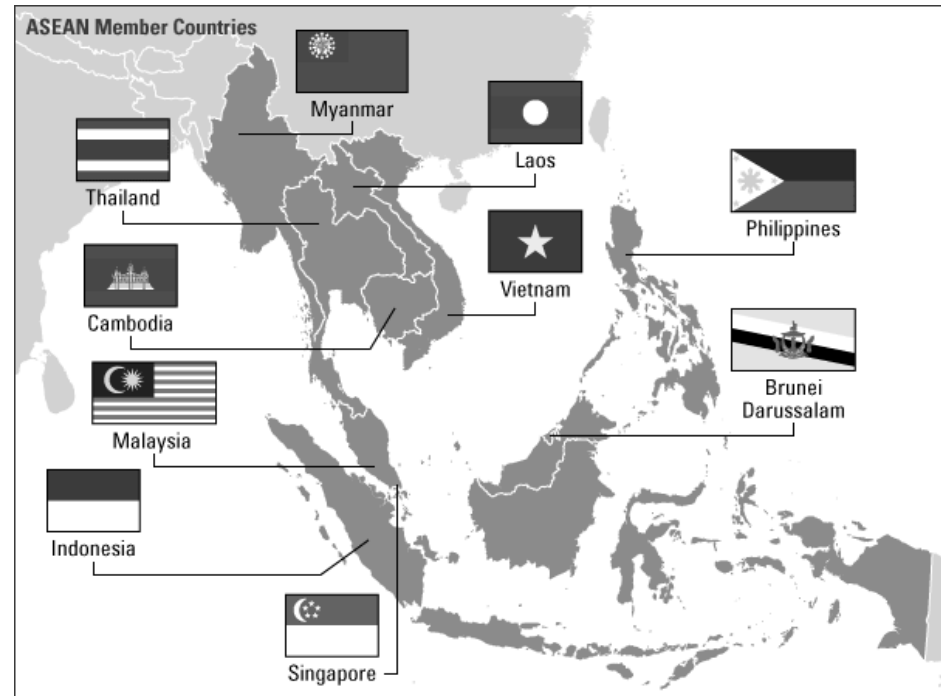 ASEAN Member Countries
Myanmar
Laos
Thailand
Philippines
Vietnam
Cambodia
Brunei
Darussalam
Malaysia
Indonesia
Singapore